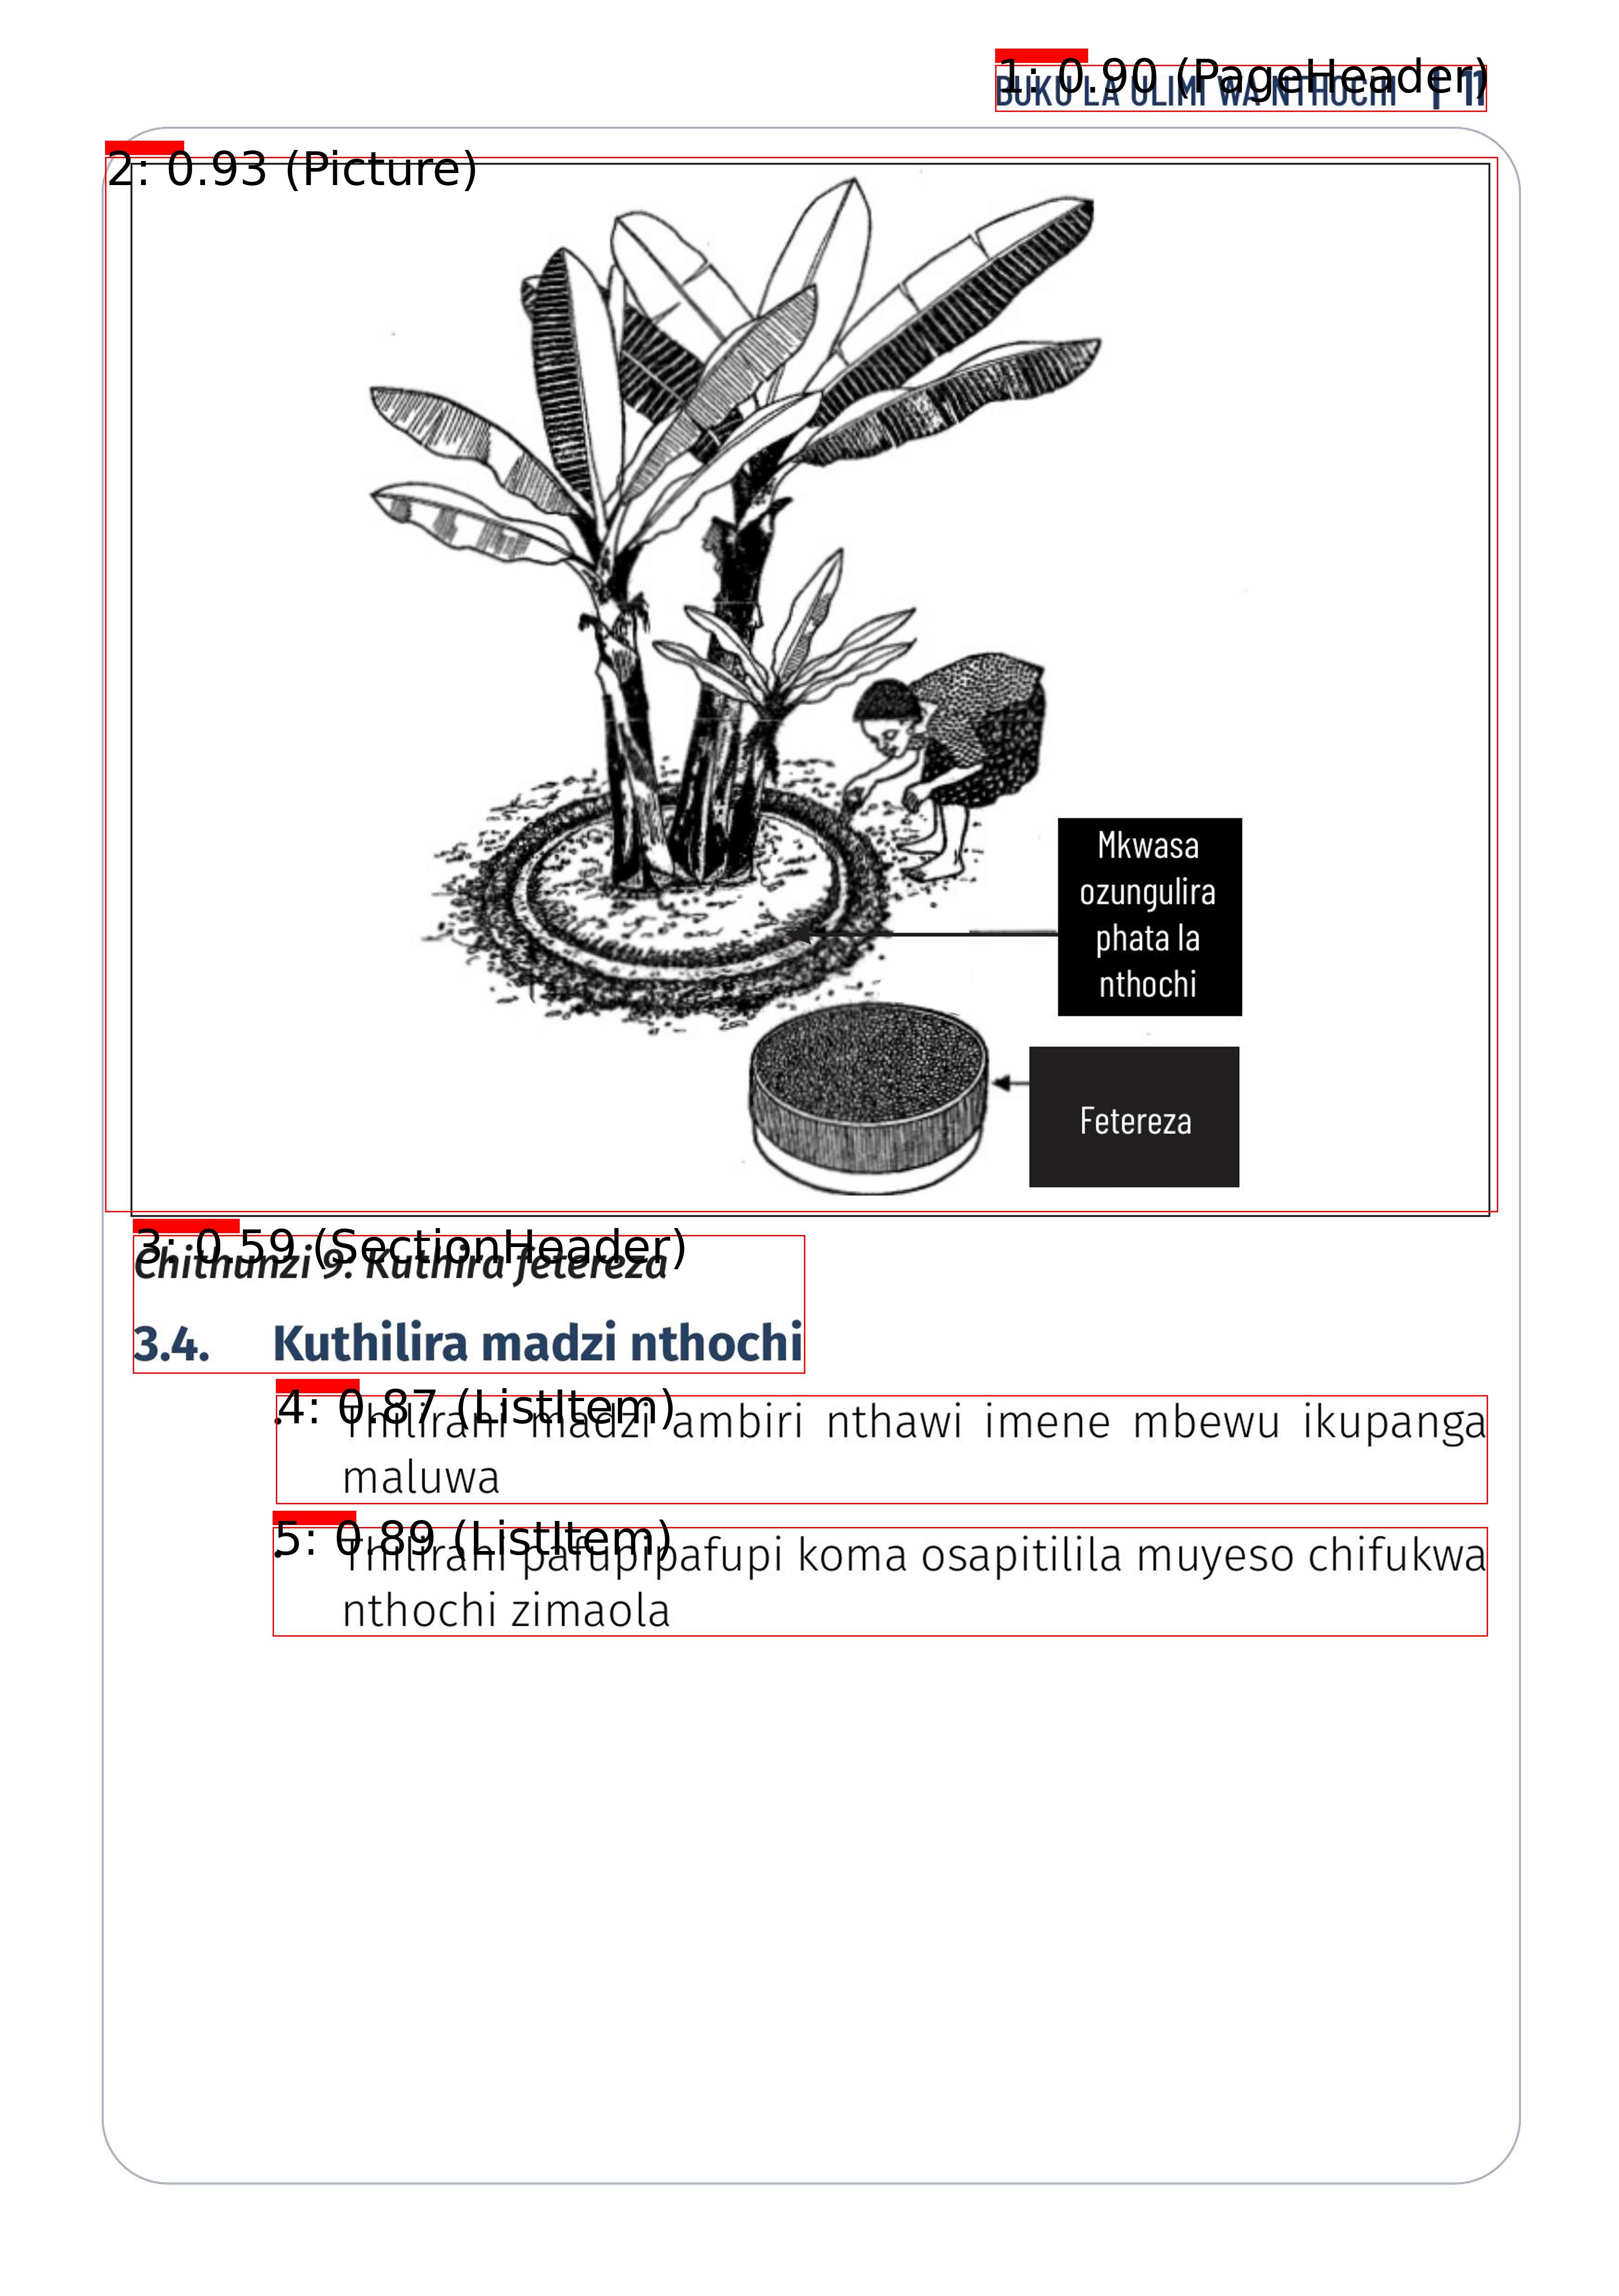 BUKU LA ULIMI WA NTHOCHI | 11
1: 0.90 (PageHeader)
2: 0.93 (Picture)
Mkwasa
ozungulira
phata la
nthochi
Fetereza
3: 0.59 (SectionHeader)
Chithunzi 9: Kuthira fetereza
3.4. Kuthilira madzi nthochi
4: 0.87 (ListItem)
• Thilirani madzi ambiri nthawi imene mbewu ikupanga
maluwa
5: 0.89 (ListItem)
• Thilirani pafupipafupi koma osapitilila muyeso chifukwa
nthochi zimaola